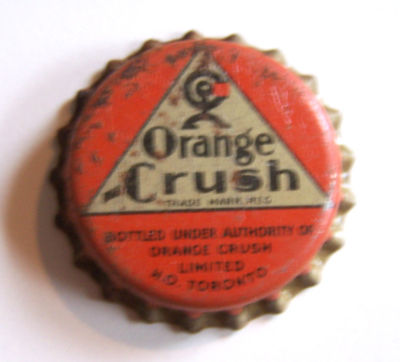 Orange
-Crush
TRADE MARK REG
BOTTLED UNDER AUTHORITY OF
ORANGE CRUSH
LIMITED
H.O. TORONTO